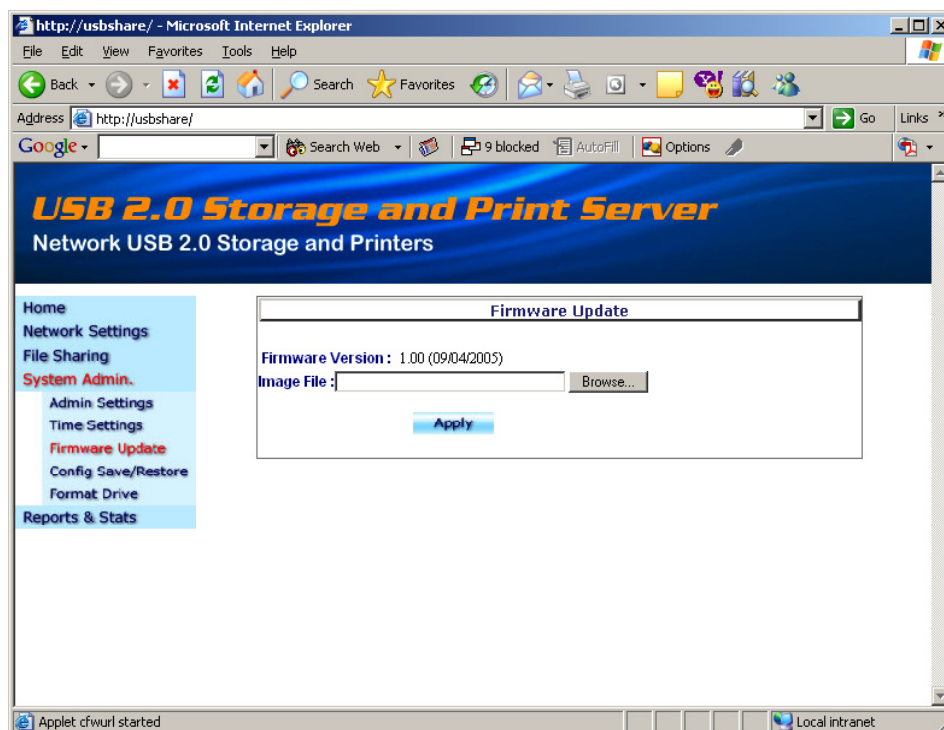 http://usbshare/ - Microsoft Internet Explorer
File Edit View Favorites Tools Help
Back Search Favorites
Address http://usbshare/ Go Links »
Google Search Web 9 blocked AutoFill Options
USB 2.0 Storage and Print Server
Network USB 2.0 Storage and Printers
Home
Network Settings
File Sharing
System Admin.
Admin Settings
Time Settings
Firmware Update
Config Save/Restore
Format Drive
Reports & Stats
Firmware Update
Firmware Version : 1.00 (09/04/2005)
Image File : Browse...
Apply
Applet cfwurl started Local intranet